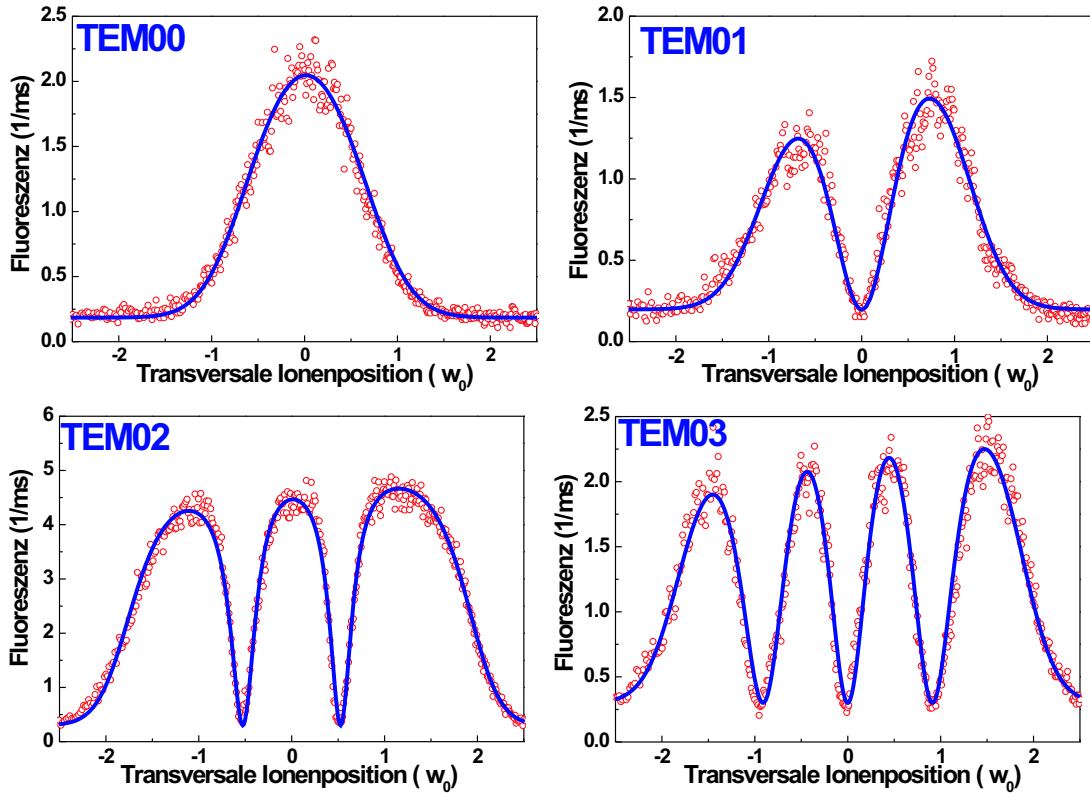 TEM00
Fluoreszenz (1/ms)
2.5
2.0
1.5
1.0
0.5
0.0
-2 -1 0 1 2
Transversale Ionenposition ( w0)
TEM01
Fluoreszenz (1/ms)
2.0
1.5
1.0
0.5
0.0
-2 -1 0 1 2
Transversale Ionenposition ( w0)
TEM02
Fluoreszenz (1/ms)
6
5
4
3
2
1
0
-2 -1 0 1 2
Transversale Ionenposition ( w0)
TEM03
Fluoreszenz (1/ms)
2.5
2.0
1.5
1.0
0.5
0.0
-2 -1 0 1 2
Transversale Ionenposition ( w0)